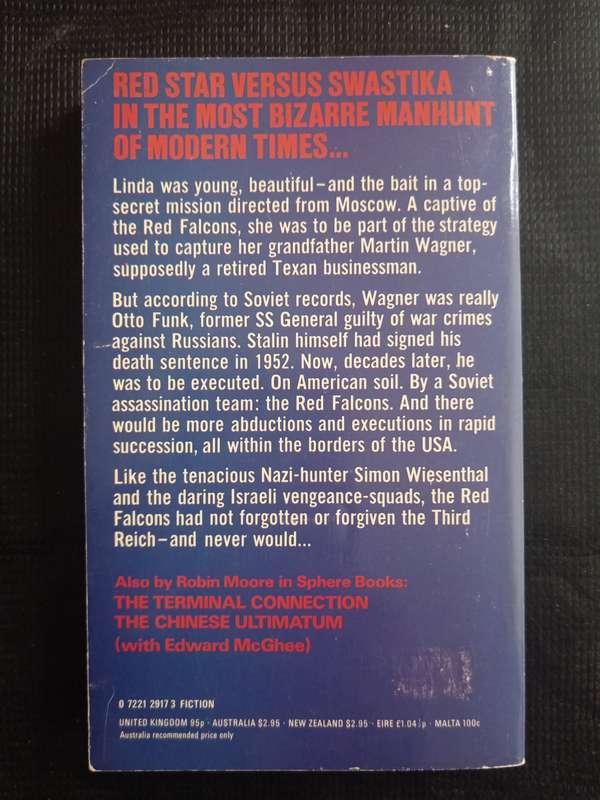 RED STAR VERSUS SWASTIKA
IN THE MOST BIZARRE MANHUNT
OF MODERN TIMES...
Linda was young, beautiful–and the bait in a top-
secret mission directed from Moscow. A captive of
the Red Falcons, she was to be part of the strategy
used to capture her grandfather Martin Wagner,
supposedly a retired Texan businessman.
But according to Soviet records, Wagner was really
Otto Funk, former SS General guilty of war crimes
against Russians. Stalin himself had signed his
death sentence in 1952. Now, decades later, he
was to be executed. On American soil. By a Soviet
assassination team: the Red Falcons. And there
would be more abductions and executions in rapid
succession, all within the borders of the USA.
Like the tenacious Nazi-hunter Simon Wiesenthal
and the daring Israeli vengeance-squads, the Red
Falcons had not forgotten or forgiven the Third
Reich–and never would...
Also by Robin Moore in Sphere Books:
THE TERMINAL CONNECTION
THE CHINESE ULTIMATUM
(with Edward McGhee)
0 7221 2917 3 FICTION
UNITED KINGDOM 95p · AUSTRALIA $2.95 · NEW ZEALAND $2.95 · EIRE £1.04½p · MALTA 100c
Australia recommended price only